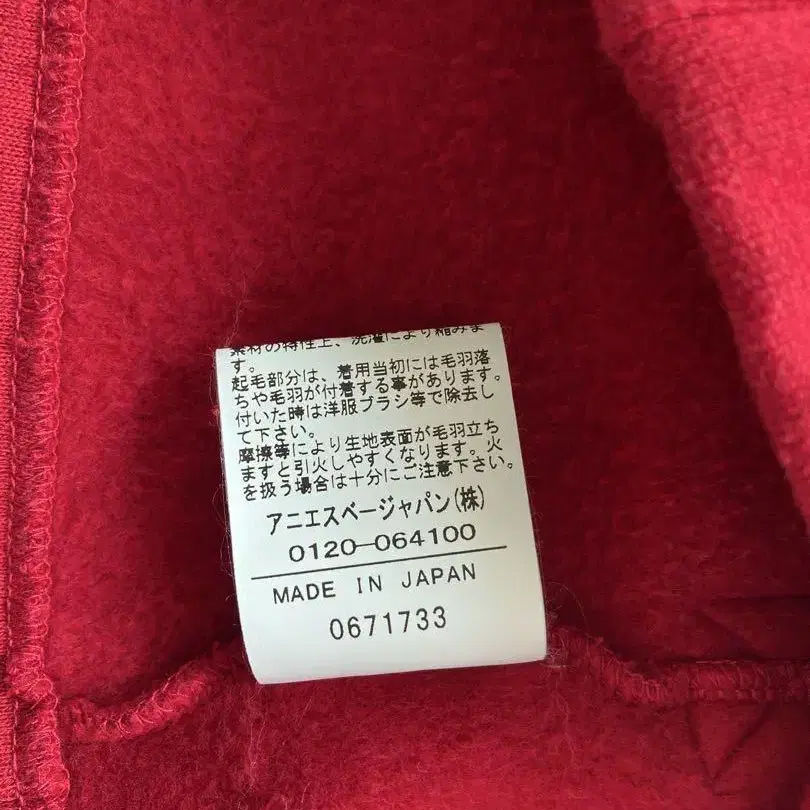 素材の特性上、洗濯により縮みま
す。
起毛部分は、着用当初には毛羽落
ちや毛羽が付着する事があります。
付いた時は洋服ブラシ等で除去し
て下さい。
摩擦等により生地表面が毛羽立ち
ますと引火しやすくなります。火
を扱う場合は十分にご注意下さい。
アニエスベージャパン(株)
0120-064100
MADE IN JAPAN
0671733